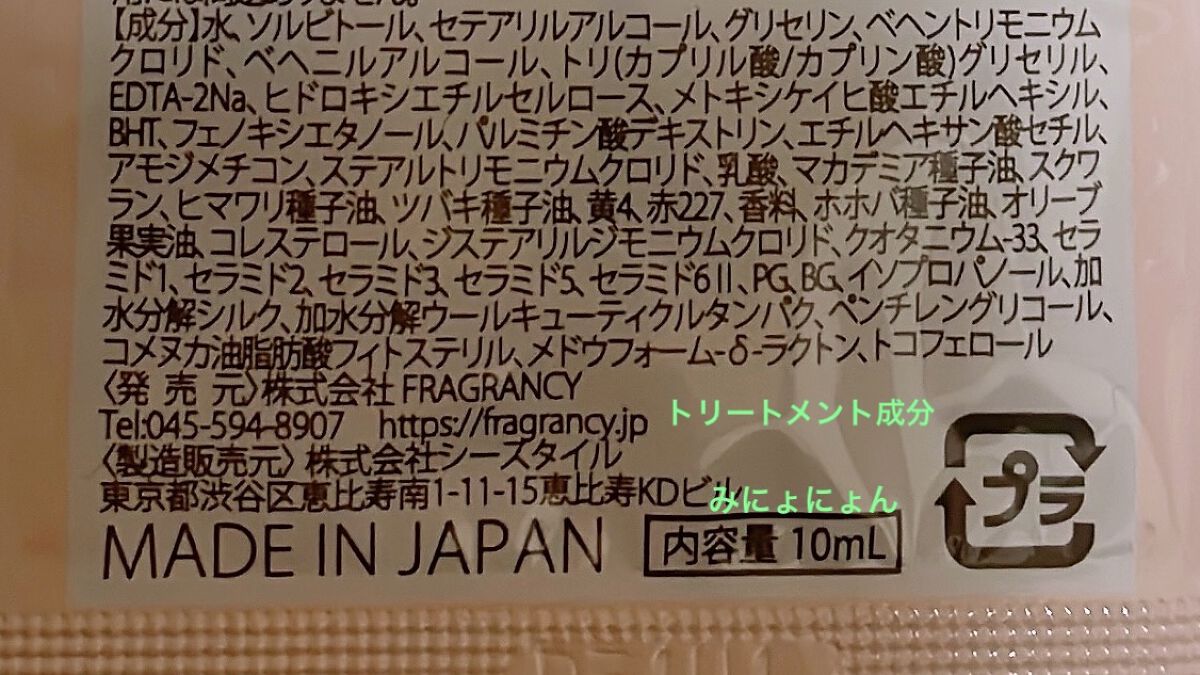 【成分】水、ソルビトール、セテアリルアルコール、グリセリン、ベヘントリモニウム
クロリド、ベヘニルアルコール、トリ(カプリル酸/カプリン酸)グリセリル、
EDTA-2Na、ヒドロキシエチルセルロース、メトキシケイヒ酸エチルヘキシル、
BHT、フェノキシエタノール、パルミチン酸デキストリン、エチルヘキサン酸セチル、
アモジメチコン、ステアルトリモニウムクロリド、乳酸、マカデミア種子油、スクワ
ラン、ヒマワリ種子油、ツバキ種子油、黄4、赤227、香料、ホホバ種子油、オリーブ
果実油、コレステロール、ジステアリルジモニウムクロリド、クオタニウム-33、セラ
ミド1、セラミド2、セラミド3、セラミド5、セラミド6II、PG、BG、イソプロパノール、加
水分解シルク、加水分解ウールキューティクルタンパク、ペンチレングリコール、
コメヌカ油脂肪酸フィトステリル、メドウフォーム-δ-ラクトン、トコフェロール
〈発 売 元〉株式会社 FRAGRANCY
Tel:045-594-8907 https://fragrancy.jp
トリートメント成分
〈製造販売元〉株式会社シーズスタイル
東京都渋谷区恵比寿南1-11-15恵比寿KDビル
みにょにょん
MADE IN JAPAN
内容量 10mL
プラ